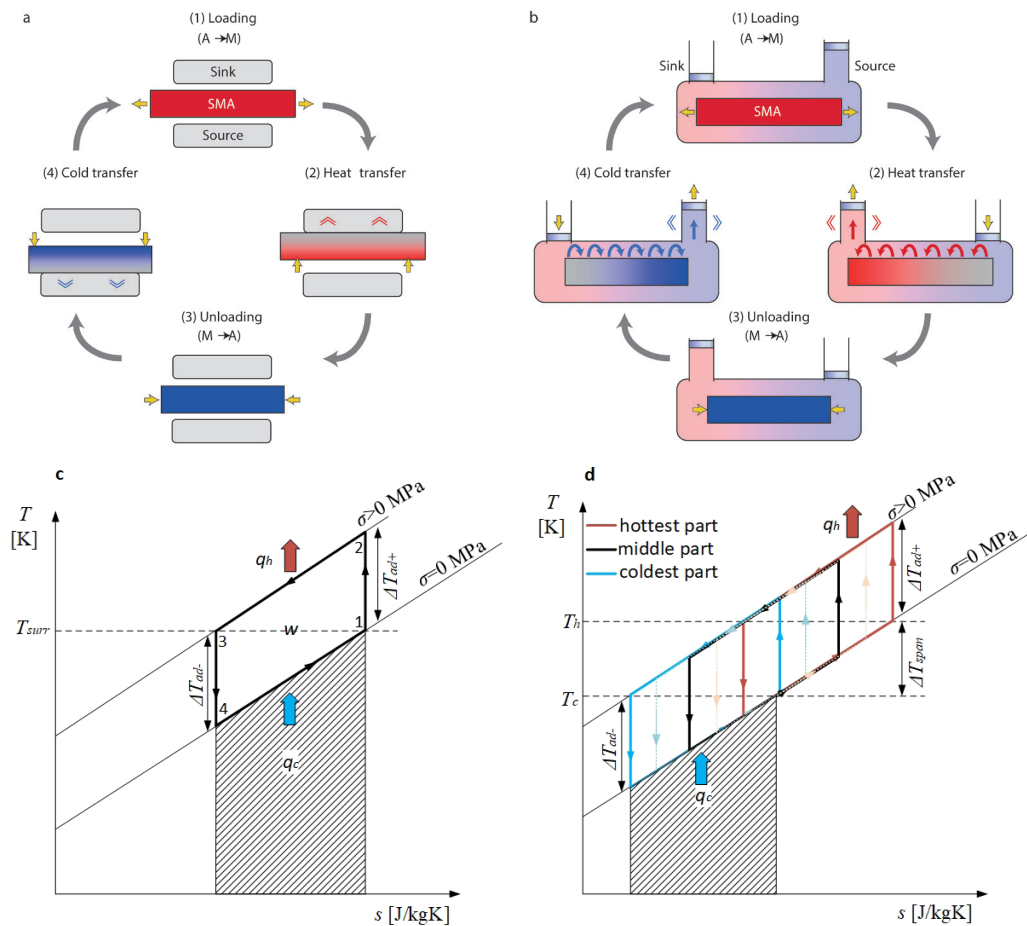 a
(1) Loading
(A →M)
Sink
SMA
Source
(4) Cold transfer
(2) Heat transfer
(3) Unloading
(M →A)
b
(1) Loading
(A →M)
Sink
Source
SMA
(4) Cold transfer
(2) Heat transfer
(3) Unloading
(M →A)
c
T
[K]
σ>0 MPa
σ=0 MPa
qh
2
ΔTad+
Tsurr
1
3
w
ΔTad-
4
qc
s [J/kgK]
d
T
[K]
hottest part
middle part
coldest part
qh
σ>0 MPa
σ=0 MPa
ΔTad+
Th
ΔTspan
Tc
ΔTad-
qc
s [J/kgK]